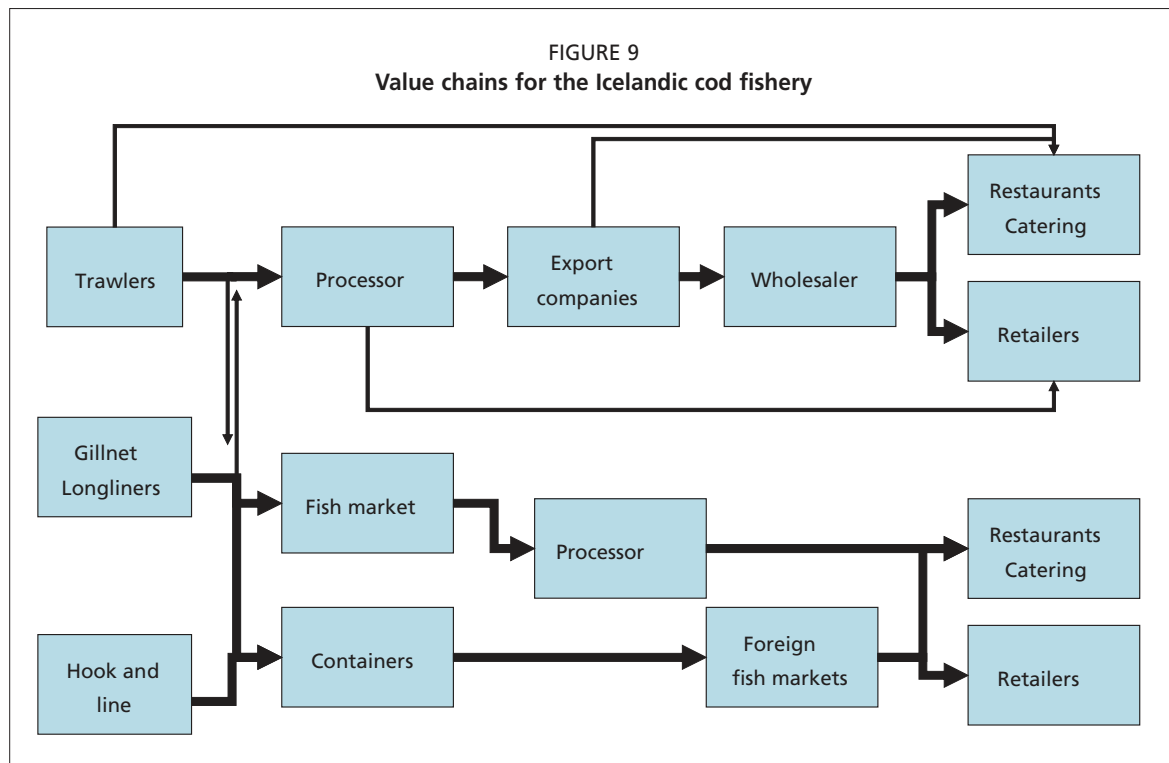 FIGURE 9
Value chains for the Icelandic cod fishery
Restaurants
Catering
Trawlers
Processor
Export
companies
Wholesaler
Retailers
Gillnet
Longliners
Fish market
Processor
Restaurants
Catering
Hook and
line
Containers
Foreign
fish markets
Retailers